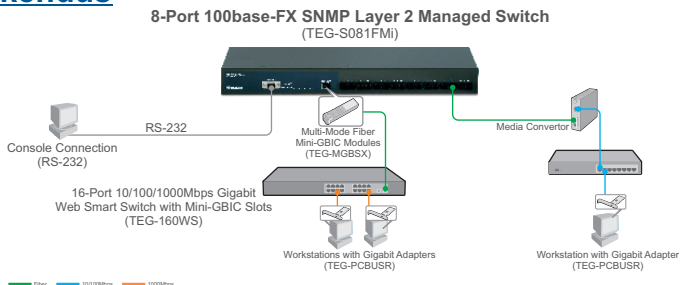 8-Port 100base-FX SNMP Layer 2 Managed Switch
(TEG-S081FMi)
RS-232
Console Connection
(RS-232)
Multi-Mode Fiber
Mini-GBIC Modules
(TEG-MGBSX)
Media Convertor
16-Port 10/100/1000Mbps Gigabit
Web Smart Switch with Mini-GBIC Slots
(TEG-160WS)
Workstations with Gigabit Adapters
(TEG-PCBUSR)
Workstation with Gigabit Adapter
(TEG-PCBUSR)
Fiber
10/100Mbps
1000Mbps